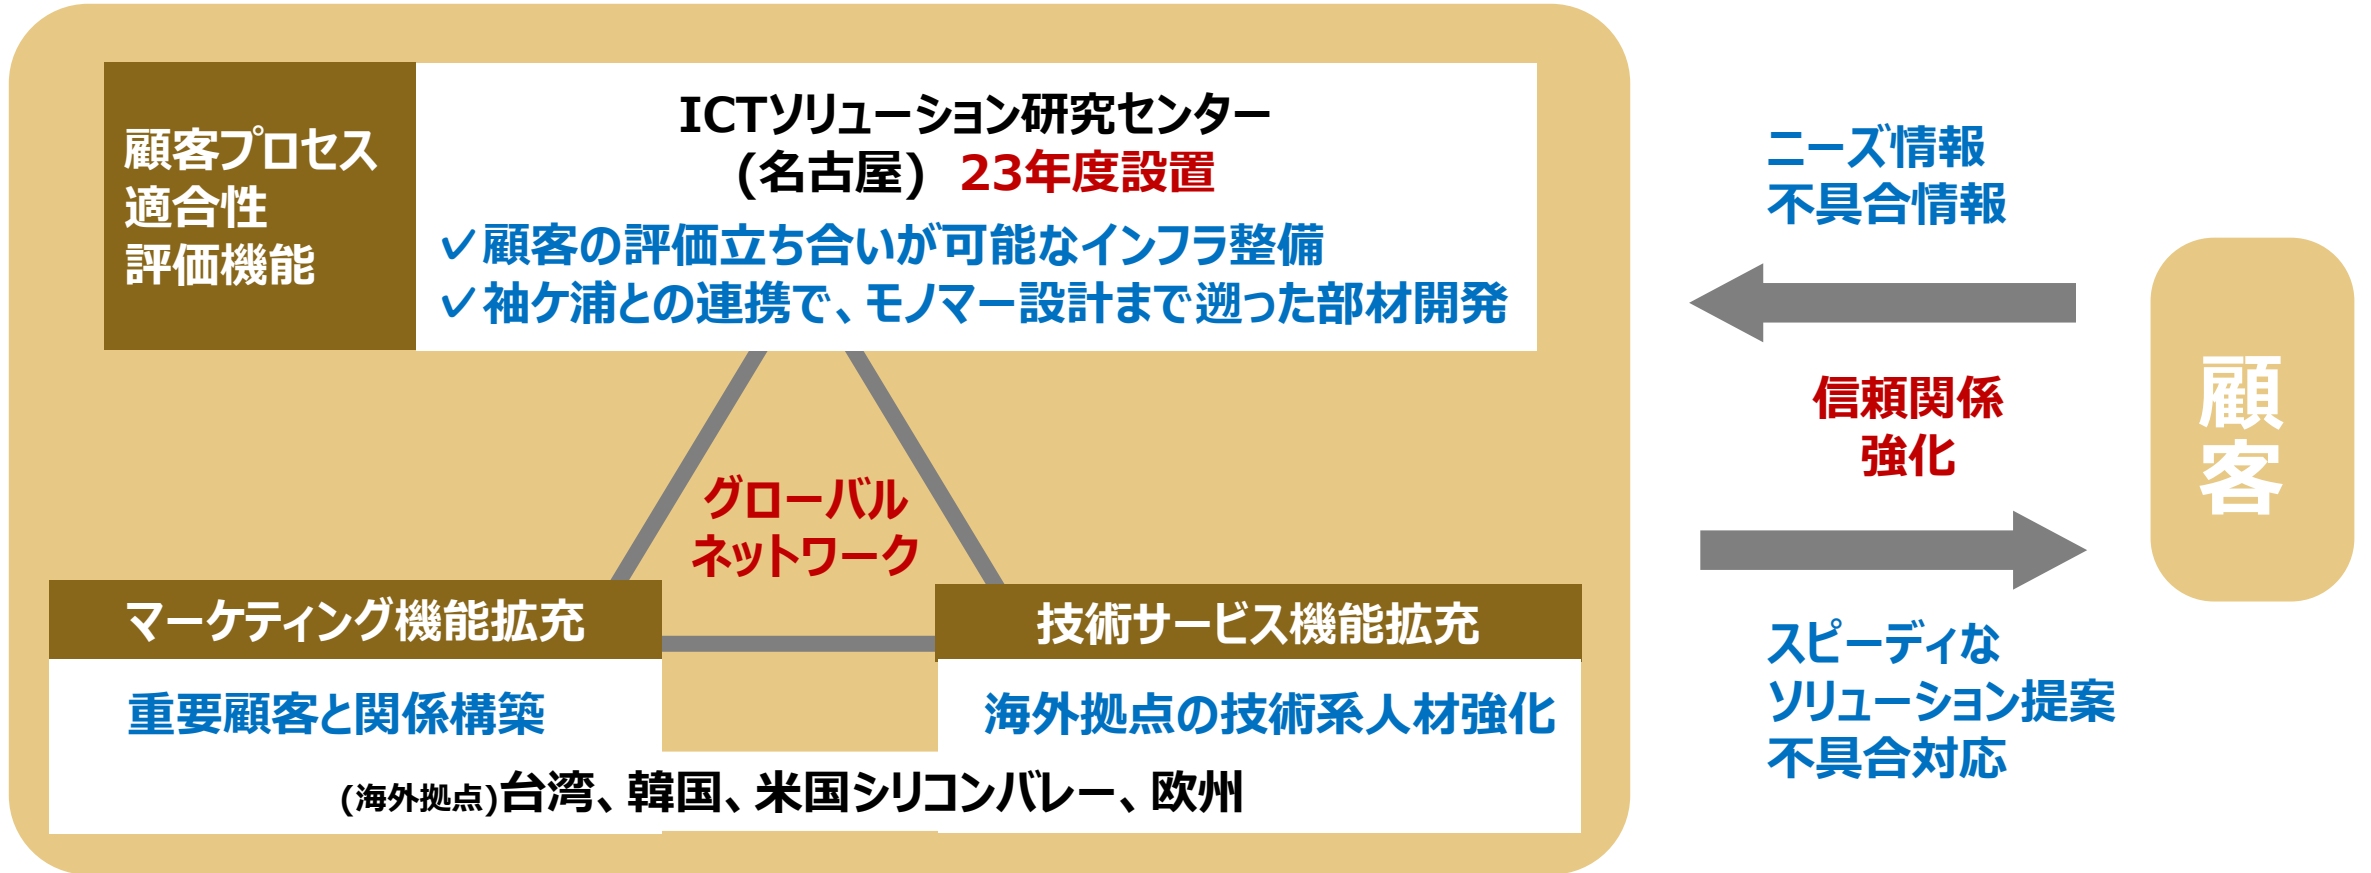 顧客プロセス
適合性
評価機能
ICTソリューション研究センター
(名古屋) 23年度設置
✓顧客の評価立ち合いが可能なインフラ整備
✓袖ケ浦との連携で、モノマー設計まで遡った部材開発
グローバル
ネットワーク
マーケティング機能拡充
重要顧客と関係構築
技術サービス機能拡充
海外拠点の技術系人材強化
(海外拠点)台湾、韓国、米国シリコンバレー、欧州
ニーズ情報
不具合情報
信頼関係
強化
スピーディな
ソリューション提案
不具合対応
顧
客